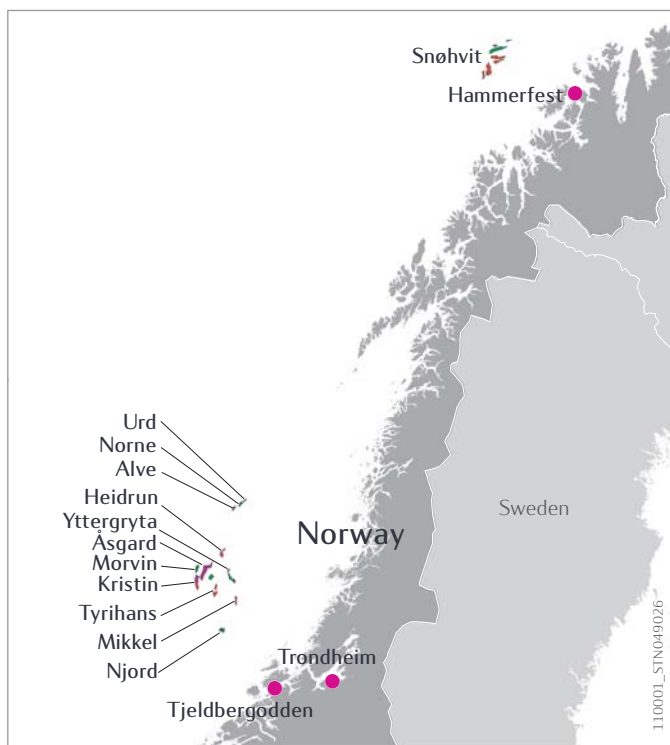 Snøhvit
Hammerfest
Urd
Norne
Alve
Heidrun
Yttergryta
Åsgard
Morvin
Kristin
Tyrihans
Mikkel
Njord
Norway
Sweden
Trondheim
Tjeldbergodden
110001_STN049026